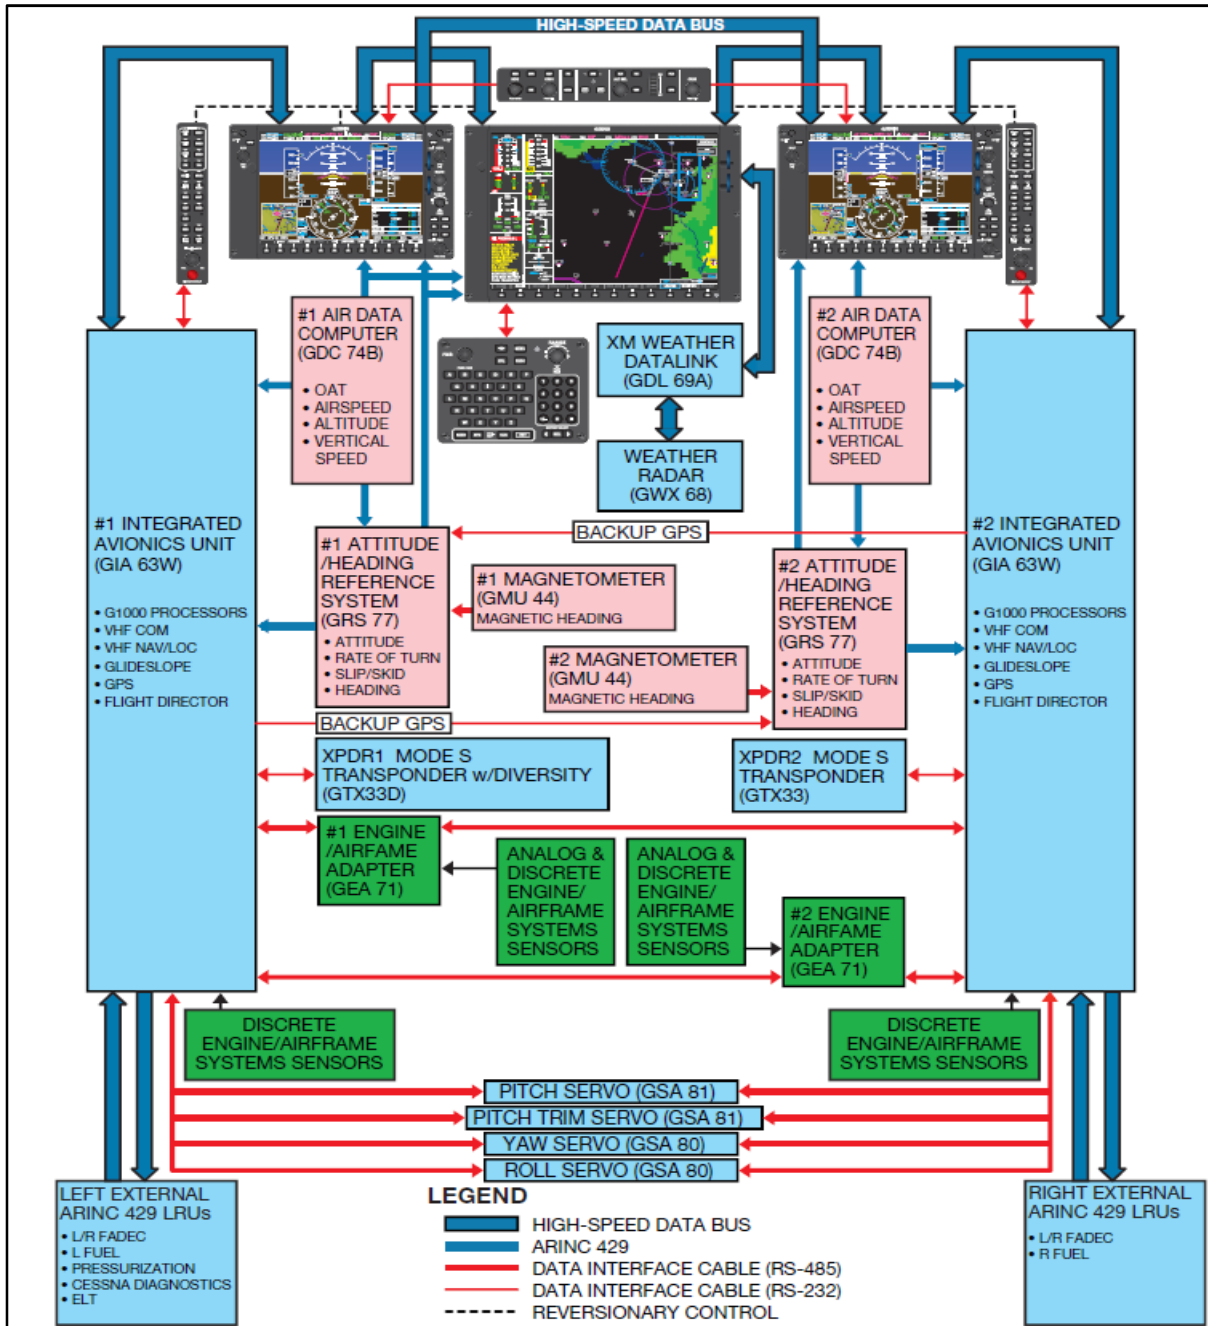 HIGH-SPEED DATA BUS
#1 AIR DATA
COMPUTER
(GDC 74B)
• OAT
• AIRSPEED
• ALTITUDE
• VERTICAL
SPEED
XM WEATHER
DATALINK
(GDL 69A)
WEATHER
RADAR
(GWX 68)
#2 AIR DATA
COMPUTER
(GDC 74B)
• OAT
• AIRSPEED
• ALTITUDE
• VERTICAL
SPEED
#1 INTEGRATED
AVIONICS UNIT
(GIA 63W)
• G1000 PROCESSORS
• VHF COM
• VHF NAV/LOC
• GLIDESLOPE
• GPS
• FLIGHT DIRECTOR
#1 ATTITUDE
/HEADING
REFERENCE
SYSTEM
(GRS 77)
• ATTITUDE
• RATE OF TURN
• SLIP/SKID
• HEADING
BACKUP GPS
#1 MAGNETOMETER
(GMU 44)
MAGNETIC HEADING
#2 MAGNETOMETER
(GMU 44)
MAGNETIC HEADING
#2 ATTITUDE
/HEADING
REFERENCE
SYSTEM
(GRS 77)
• ATTITUDE
• RATE OF TURN
• SLIP/SKID
• HEADING
#2 INTEGRATED
AVIONICS UNIT
(GIA 63W)
• G1000 PROCESSORS
• VHF COM
• VHF NAV/LOC
• GLIDESLOPE
• GPS
• FLIGHT DIRECTOR
BACKUP GPS
XPDR1 MODE S
TRANSPONDER w/DIVERSITY
(GTX33D)
XPDR2 MODE S
TRANSPONDER
(GTX33)
#1 ENGINE
/AIRFAME
ADAPTER
(GEA 71)
ANALOG &
DISCRETE
ENGINE/
AIRFRAME
SYSTEMS
SENSORS
ANALOG &
DISCRETE
ENGINE/
AIRFRAME
SYSTEMS
SENSORS
#2 ENGINE
/AIRFAME
ADAPTER
(GEA 71)
DISCRETE
ENGINE/AIRFRAME
SYSTEMS SENSORS
DISCRETE
ENGINE/AIRFRAME
SYSTEMS SENSORS
PITCH SERVO (GSA 81)
PITCH TRIM SERVO (GSA 81)
YAW SERVO (GSA 80)
ROLL SERVO (GSA 80)
LEFT EXTERNAL
ARINC 429 LRUs
• L/R FADEC
• L FUEL
• PRESSURIZATION
• CESSNA DIAGNOSTICS
• ELT
RIGHT EXTERNAL
ARINC 429 LRUs
• L/R FADEC
• R FUEL
LEGEND
HIGH-SPEED DATA BUS
ARINC 429
DATA INTERFACE CABLE (RS-485)
DATA INTERFACE CABLE (RS-232)
REVERSIONARY CONTROL